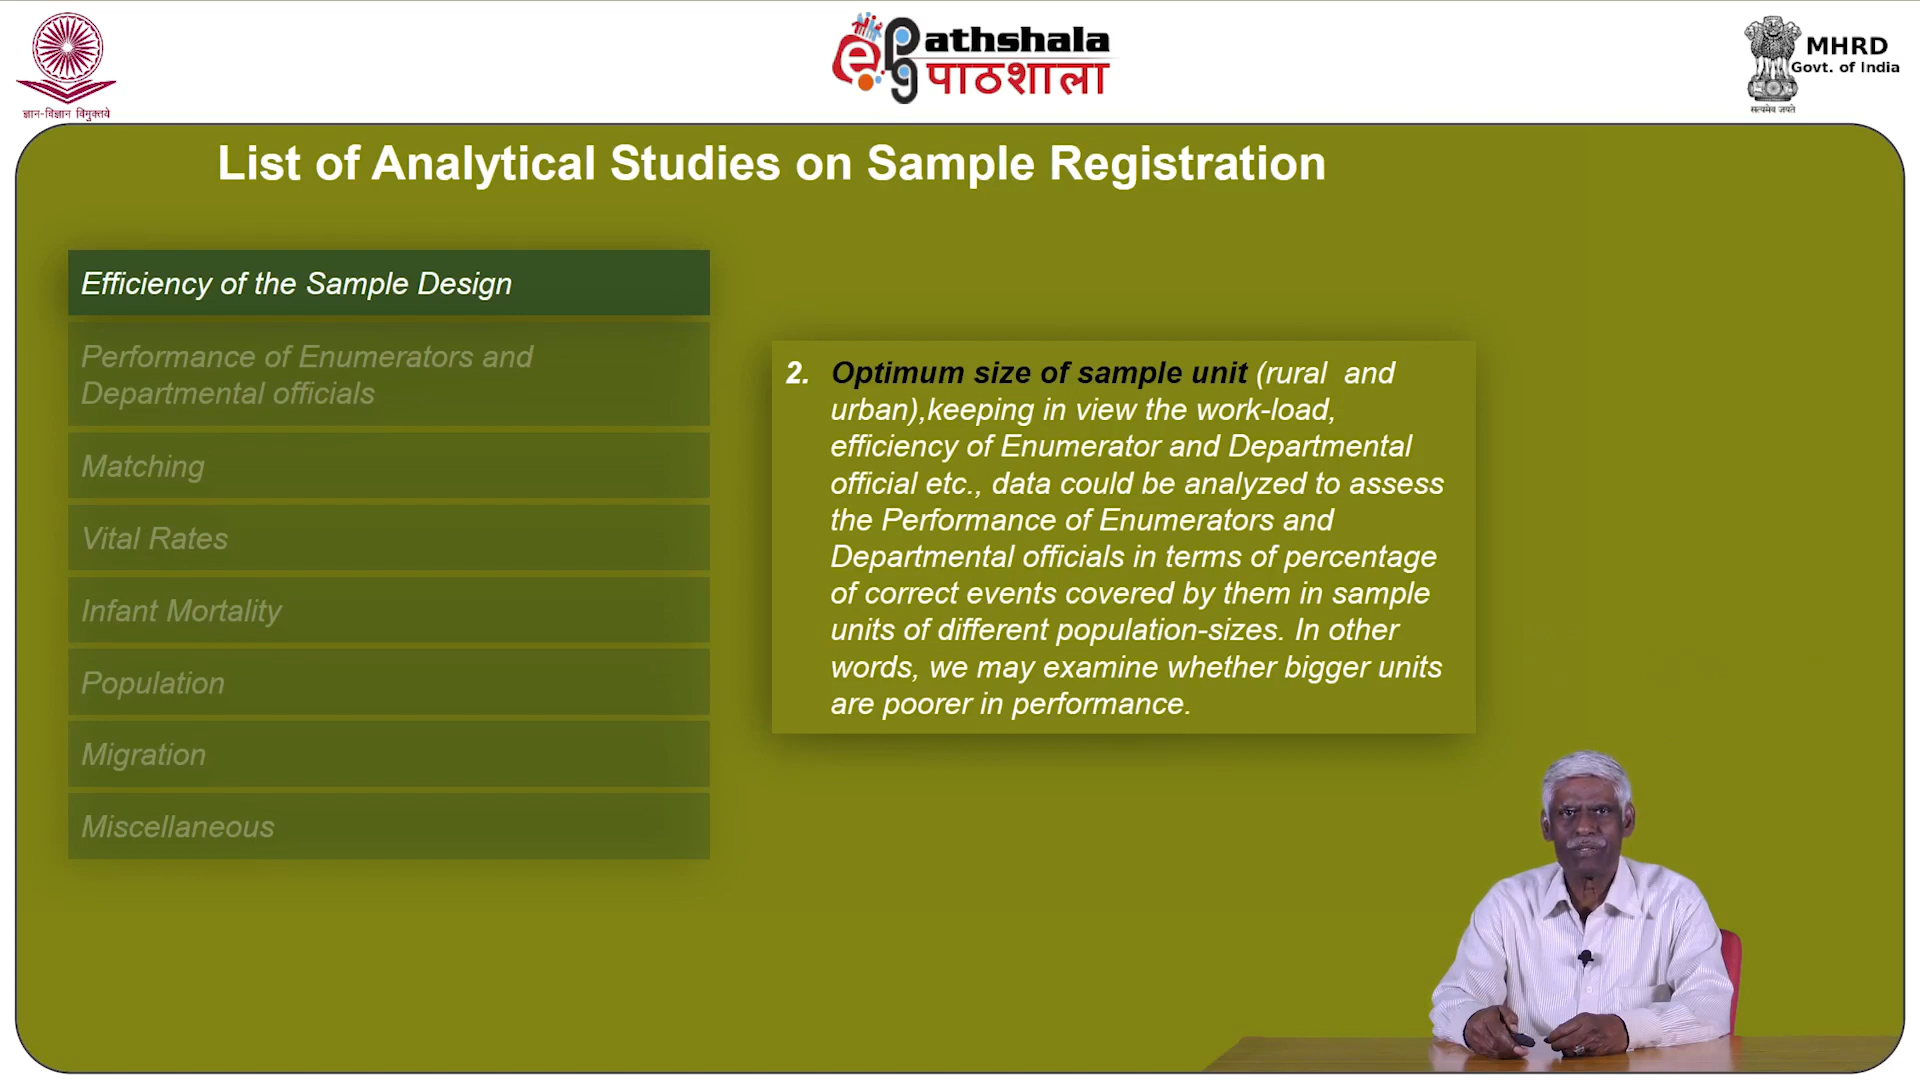 ज्ञान-विज्ञान विमुक्तये
e
pg
athshala
पाठशाला
MHRD
Govt. of India
सत्यमेव जयते
List of Analytical Studies on Sample Registration
Efficiency of the Sample Design
Performance of Enumerators and
Departmental officials
Matching
Vital Rates
Infant Mortality
Population
Migration
Miscellaneous
2. Optimum size of sample unit (rural and
urban),keeping in view the work-load,
efficiency of Enumerator and Departmental
official etc., data could be analyzed to assess
the Performance of Enumerators and
Departmental officials in terms of percentage
of correct events covered by them in sample
units of different population-sizes. In other
words, we may examine whether bigger units
are poorer in performance.